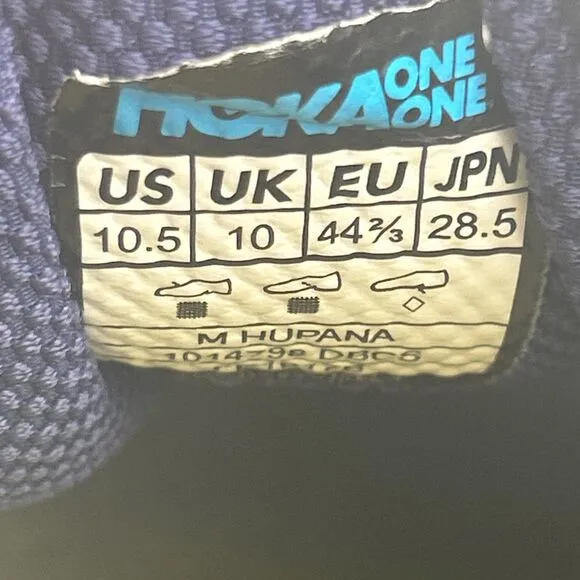 HOKA ONE ONE
US UK EU JPN
10.5 10 44⅔ 28.5
M HUPANA